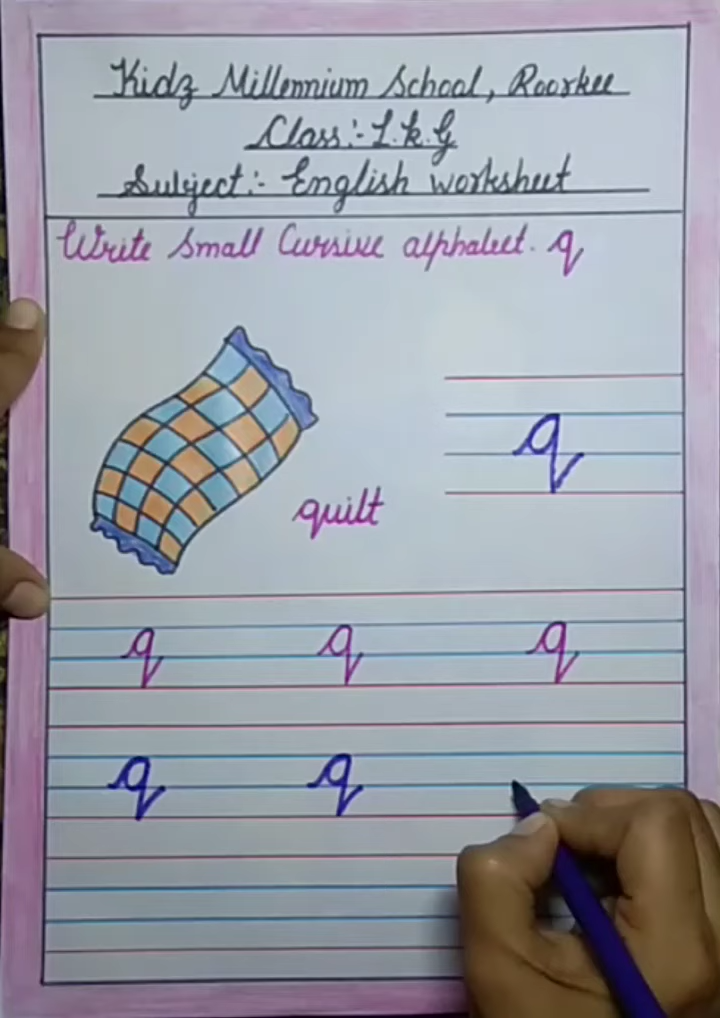 Kidz Millennium School, Roorkee
Class:- L.K.G
Subject:- English worksheet
Write Small Cursive alphabet. q
q
quilt
q q q
q q